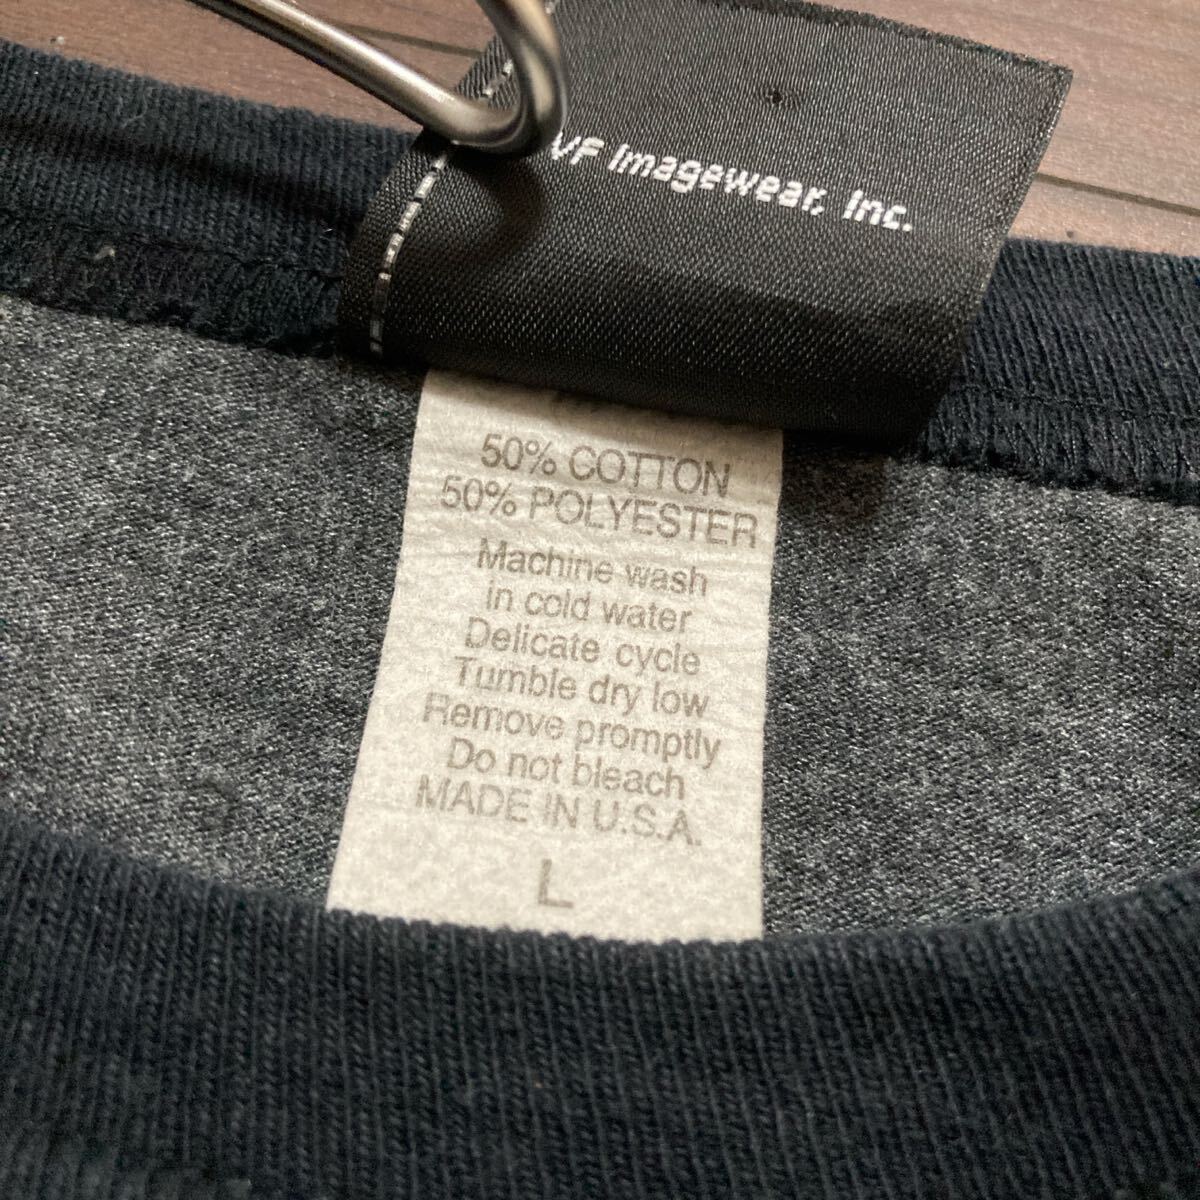 VF Imagewear, Inc.
50% COTTON
50% POLYESTER
Machine wash
in cold water
Delicate cycle
Tumble dry low
Remove promptly
Do not bleach
MADE IN U.S.A.
L